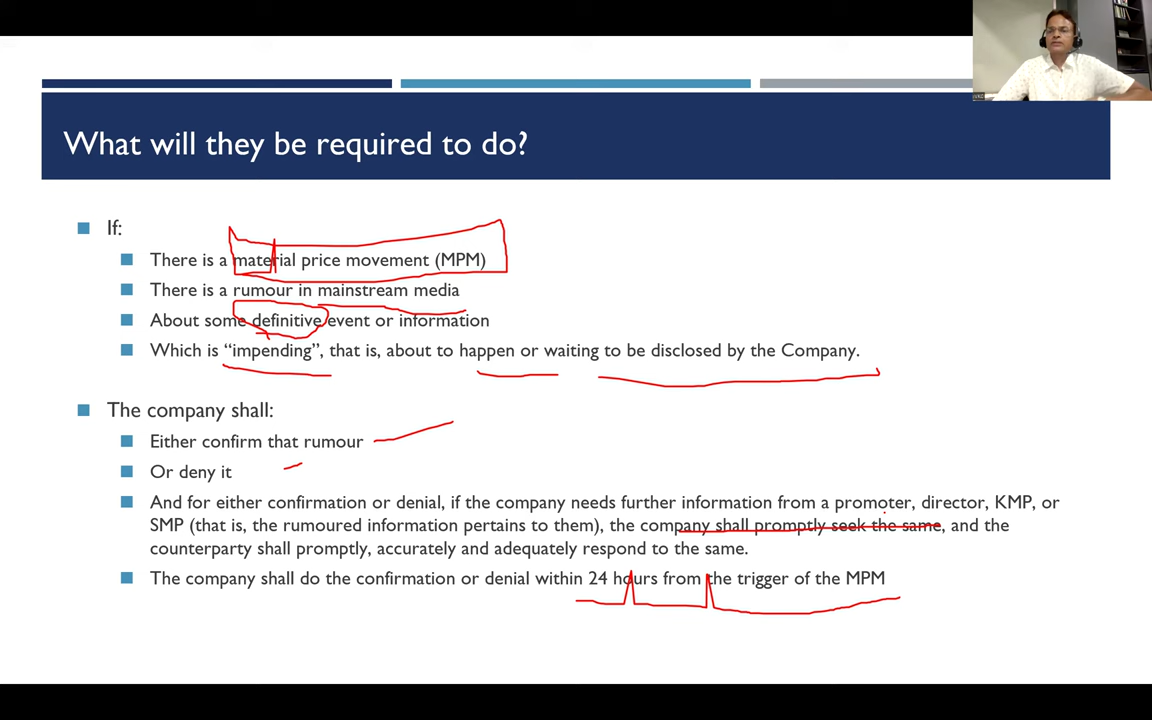 What will they be required to do?
If:
There is a material price movement (MPM)
There is a rumour in mainstream media
About some definitive event or information
Which is “impending”, that is, about to happen or waiting to be disclosed by the Company.
The company shall:
Either confirm that rumour
Or deny it
And for either confirmation or denial, if the company needs further information from a promoter, director, KMP, or
SMP (that is, the rumoured information pertains to them), the company shall promptly seek the same, and the
counterparty shall promptly, accurately and adequately respond to the same.
The company shall do the confirmation or denial within 24 hours from the trigger of the MPM